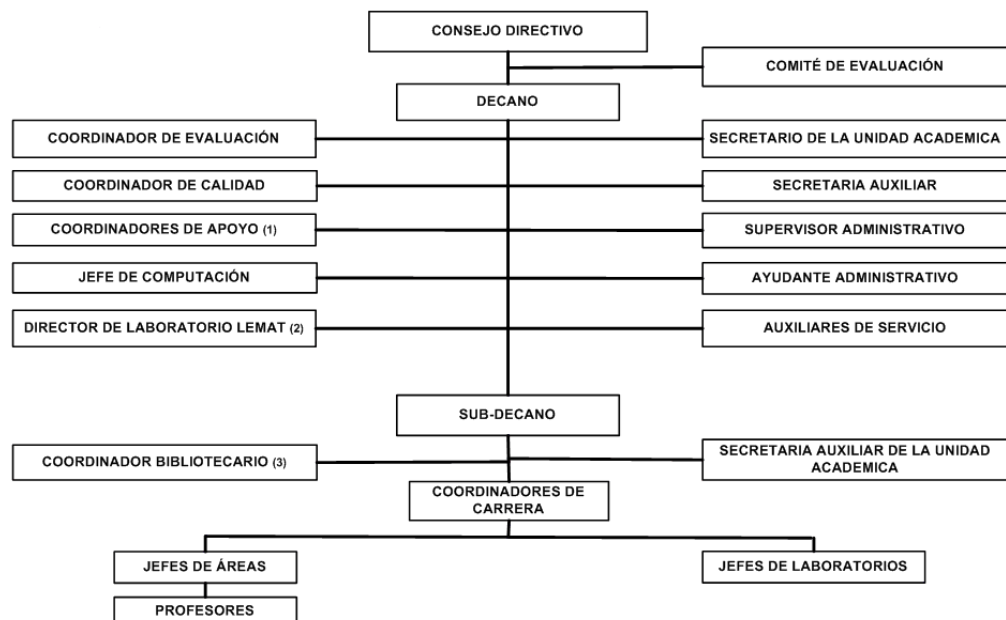 CONSEJO DIRECTIVO
COMITÉ DE EVALUACIÓN
DECANO
COORDINADOR DE EVALUACIÓN
SECRETARIO DE LA UNIDAD ACADEMICA
COORDINADOR DE CALIDAD
SECRETARIA AUXILIAR
COORDINADORES DE APOYO (1)
SUPERVISOR ADMINISTRATIVO
JEFE DE COMPUTACIÓN
AYUDANTE ADMINISTRATIVO
DIRECTOR DE LABORATORIO LEMAT (2)
AUXILIARES DE SERVICIO
SUB-DECANO
COORDINADOR BIBLIOTECARIO (3)
SECRETARIA AUXILIAR DE LA UNIDAD
ACADEMICA
COORDINADORES DE
CARRERA
JEFES DE ÁREAS
JEFES DE LABORATORIOS
PROFESORES